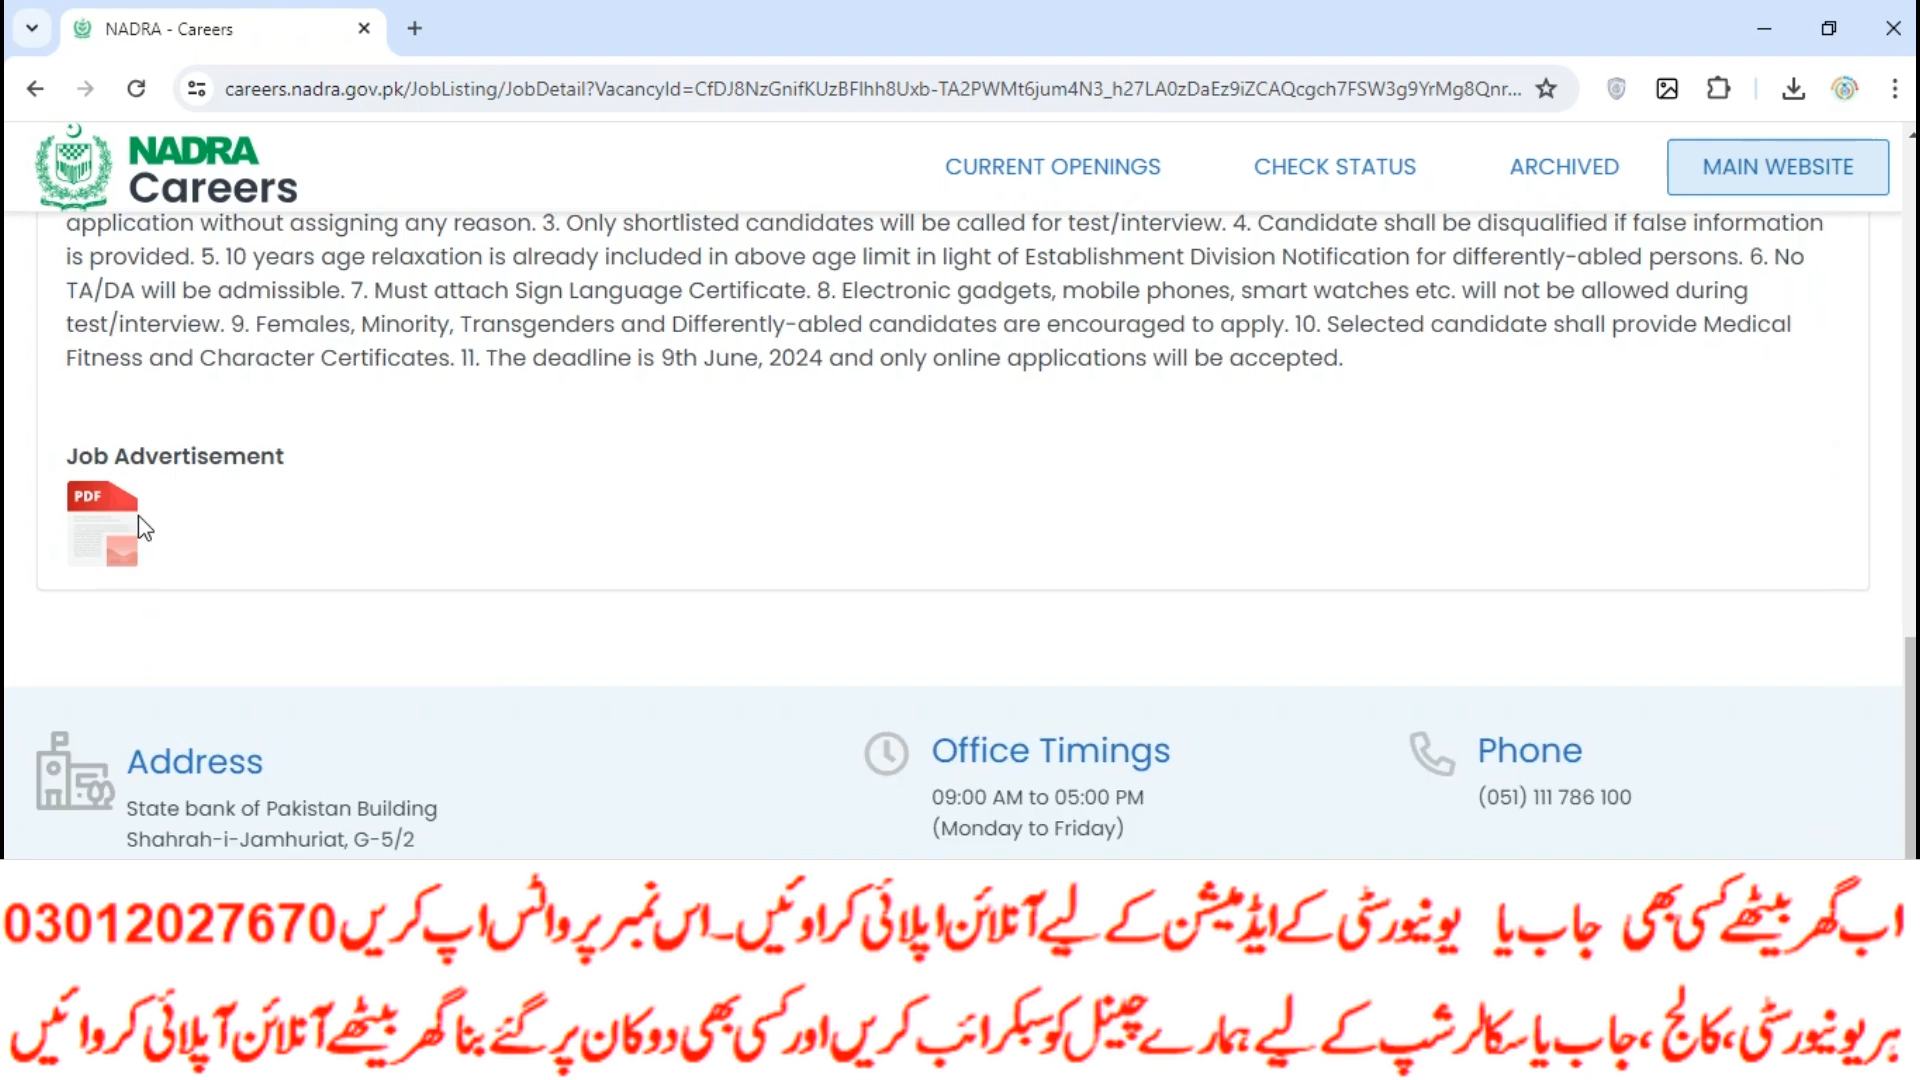 NADRA - Careers
careers.nadra.gov.pk/JobListing/JobDetail?VacancyId=CfDJ8NzGnifKUzBFlhh8Uxb-TA2PWMt6jum4N3_h27LA0zDaEz9iZCAQcgch7FSW3g9YrMg8Qnr...
NADRA
Careers
CURRENT OPENINGS
CHECK STATUS
ARCHIVED
MAIN WEBSITE
application without assigning any reason. 3. Only shortlisted candidates will be called for test/interview. 4. Candidate shall be disqualified if false information
is provided. 5. 10 years age relaxation is already included in above age limit in light of Establishment Division Notification for differently-abled persons. 6. No
TA/DA will be admissible. 7. Must attach Sign Language Certificate. 8. Electronic gadgets, mobile phones, smart watches etc. will not be allowed during
test/interview. 9. Females, Minority, Transgenders and Differently-abled candidates are encouraged to apply. 10. Selected candidate shall provide Medical
Fitness and Character Certificates. 11. The deadline is 9th June, 2024 and only online applications will be accepted.
Job Advertisement
PDF
Address
State bank of Pakistan Building
Shahrah-i-Jamhuriat, G-5/2
Office Timings
09:00 AM to 05:00 PM
(Monday to Friday)
Phone
(051) 111 786 100
اب گھر بیٹھے کسی بھی جاب یا یونیورسٹی کے ایڈمیشن کے لیے آنلائن اپلائی کراوئیں۔اس نمبر پر واٹس اپ کریں 03012027670
ہر یونیورسٹی، کالج ،جاب یا سکالرشپ کے لیے ہمارے چینل کو سبکرائب کریں اور کسی بھی دوکان پر گئے بنا گھر بیٹھے آنلائن آپلائی کروائیں